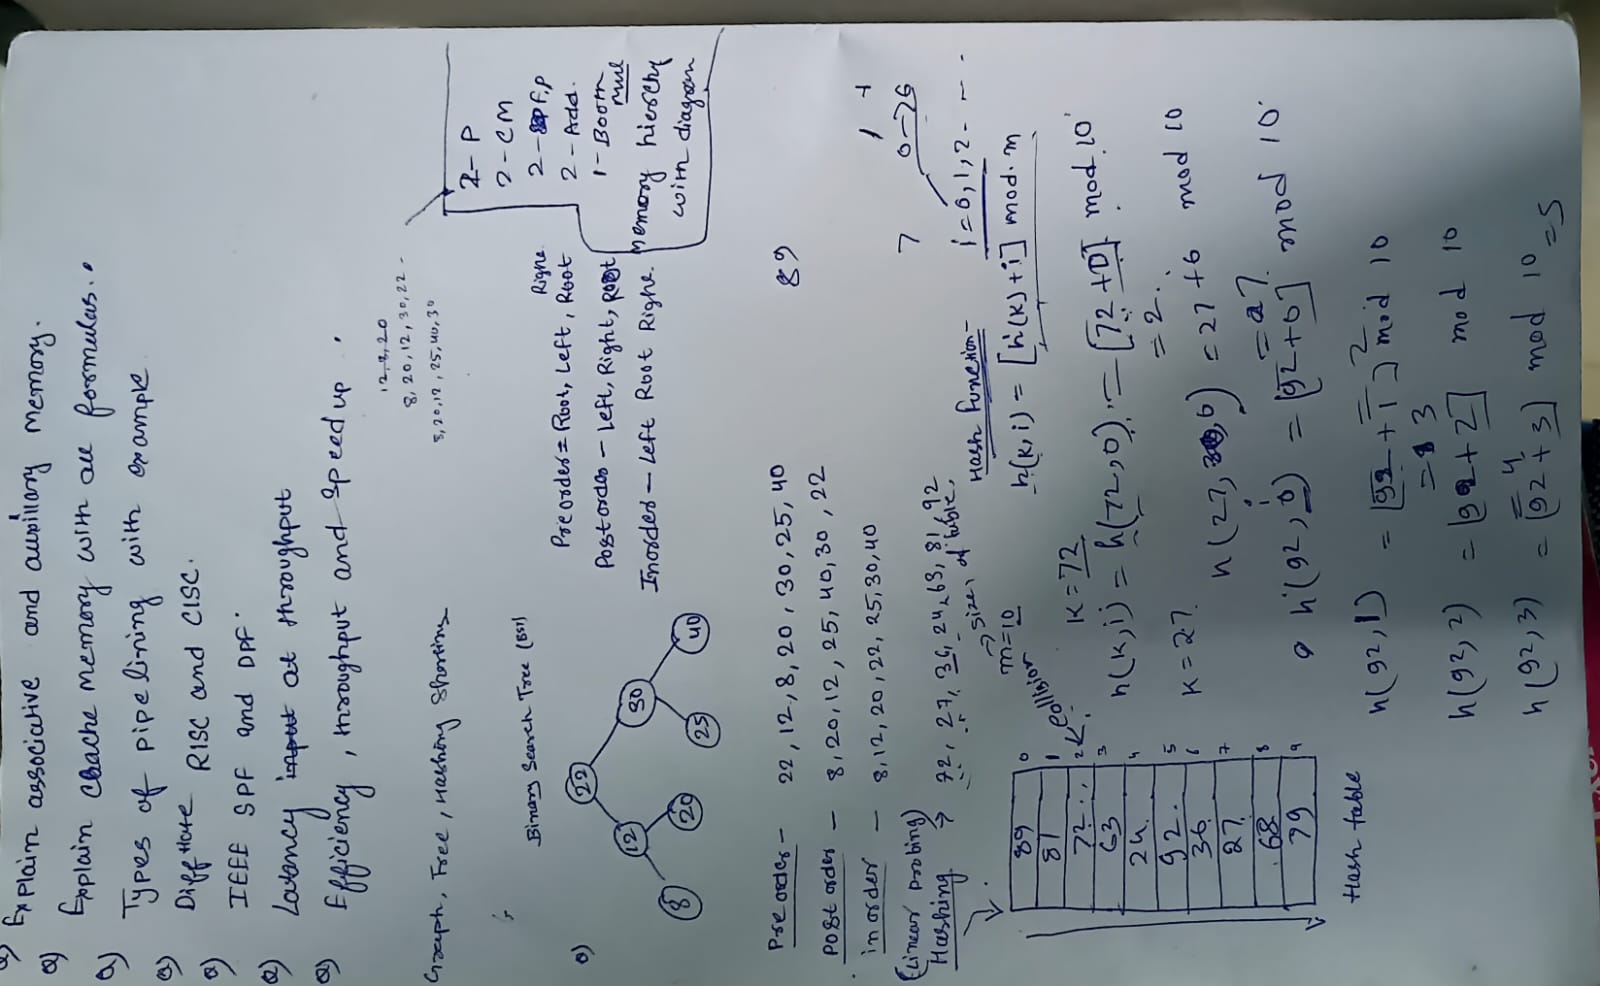 Q) Explain associative and auxillary memory.
Q) Explain cache memory with all formulas.
Q) Types of pipelining with example
Q) Diff Hate RISC and CISC.
Q) IEEE SPF and DPF.
Q) Latency input at throughput
Q) Efficiency, throughput and speed up.
12, 8, 20
8, 20, 12, 30, 22 -
8, 20, 12, 25, 40, 30
Graph, Tree, Hashing Shorting
2- P
2- CM
2- F.P
2- Add.
1- Booth
mul
Memory hierchy
with diagram
Binary Search Tree (BST)
Q)
22
12 30
8 20 25 40
Right
Preorder = Root, Left, Root
Postorder - Left, Right, Root
Inorder - Left Root Right.
Pre order - 22, 12, 8, 20, 30, 25, 40
89
Post order - 8, 20, 12, 25, 40, 30, 22
in order - 8, 12, 20, 22, 25, 30, 40
(Linear probing)
Hashing → 72, 27, 36, 24, 63, 81, 92
→ size, of table,
m=10
7 0-26
i=0,1,2- - -
Hash function -
h(k,i) = [h'(k)+i] mod. m
89 0
81 1
72 2
63 3
24 4
92 5
36 6
27 7
68 8
79 9
Hash table
collision
K=72
h(k,i) = h(72,0) = [72+0] mod 10
=2.
K=27
h(27, 6) = 27+6 mod 10
h'(92,0) = [92+0] mod 10
= 2
h(92,1) = [92+1] mod 10
= 3
h(92,2) = [92+2] mod 10
= 4
h(92,3) = [92+3] mod 10 =5